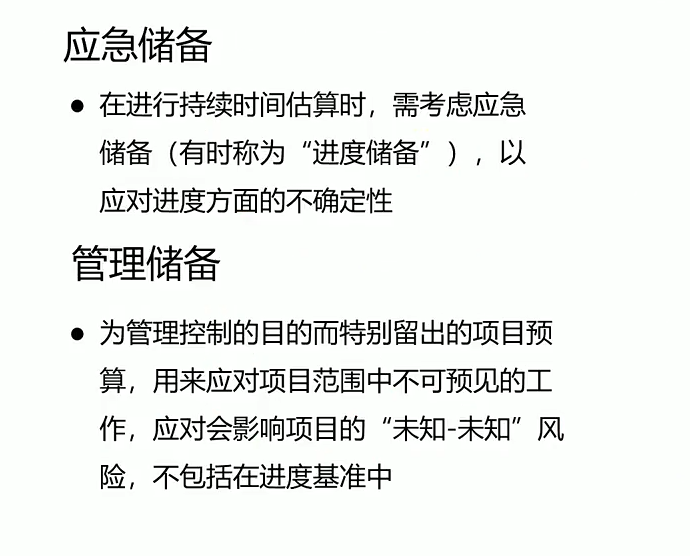 应急储备
● 在进行持续时间估算时，需考虑应急
储备（有时称为“进度储备”），以
应对进度方面的不确定性
管理储备
● 为管理控制的目的而特别留出的项目预
算，用来应对项目范围中不可预见的工
作，应对会影响项目的“未知-未知”风
险，不包括在进度基准中